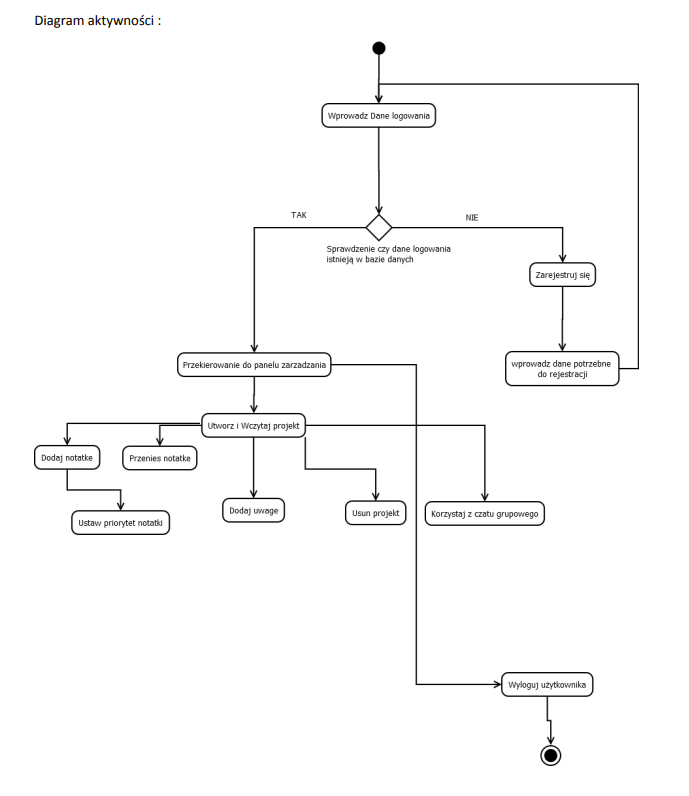 Diagram aktywności :
Wprowadz Dane logowania
TAK
NIE
Sprawdzenie czy dane logowania
istnieją w bazie danych
Zarejestruj się
Przekierowanie do panelu zarzadzania
wprowadz dane potrzebne
do rejestracji
Utworz i Wczytaj projekt
Dodaj notatke
Przenies notatke
Ustaw priorytet notatki
Dodaj uwage
Usun projekt
Korzystaj z czatu grupowego
Wyloguj użytkownika